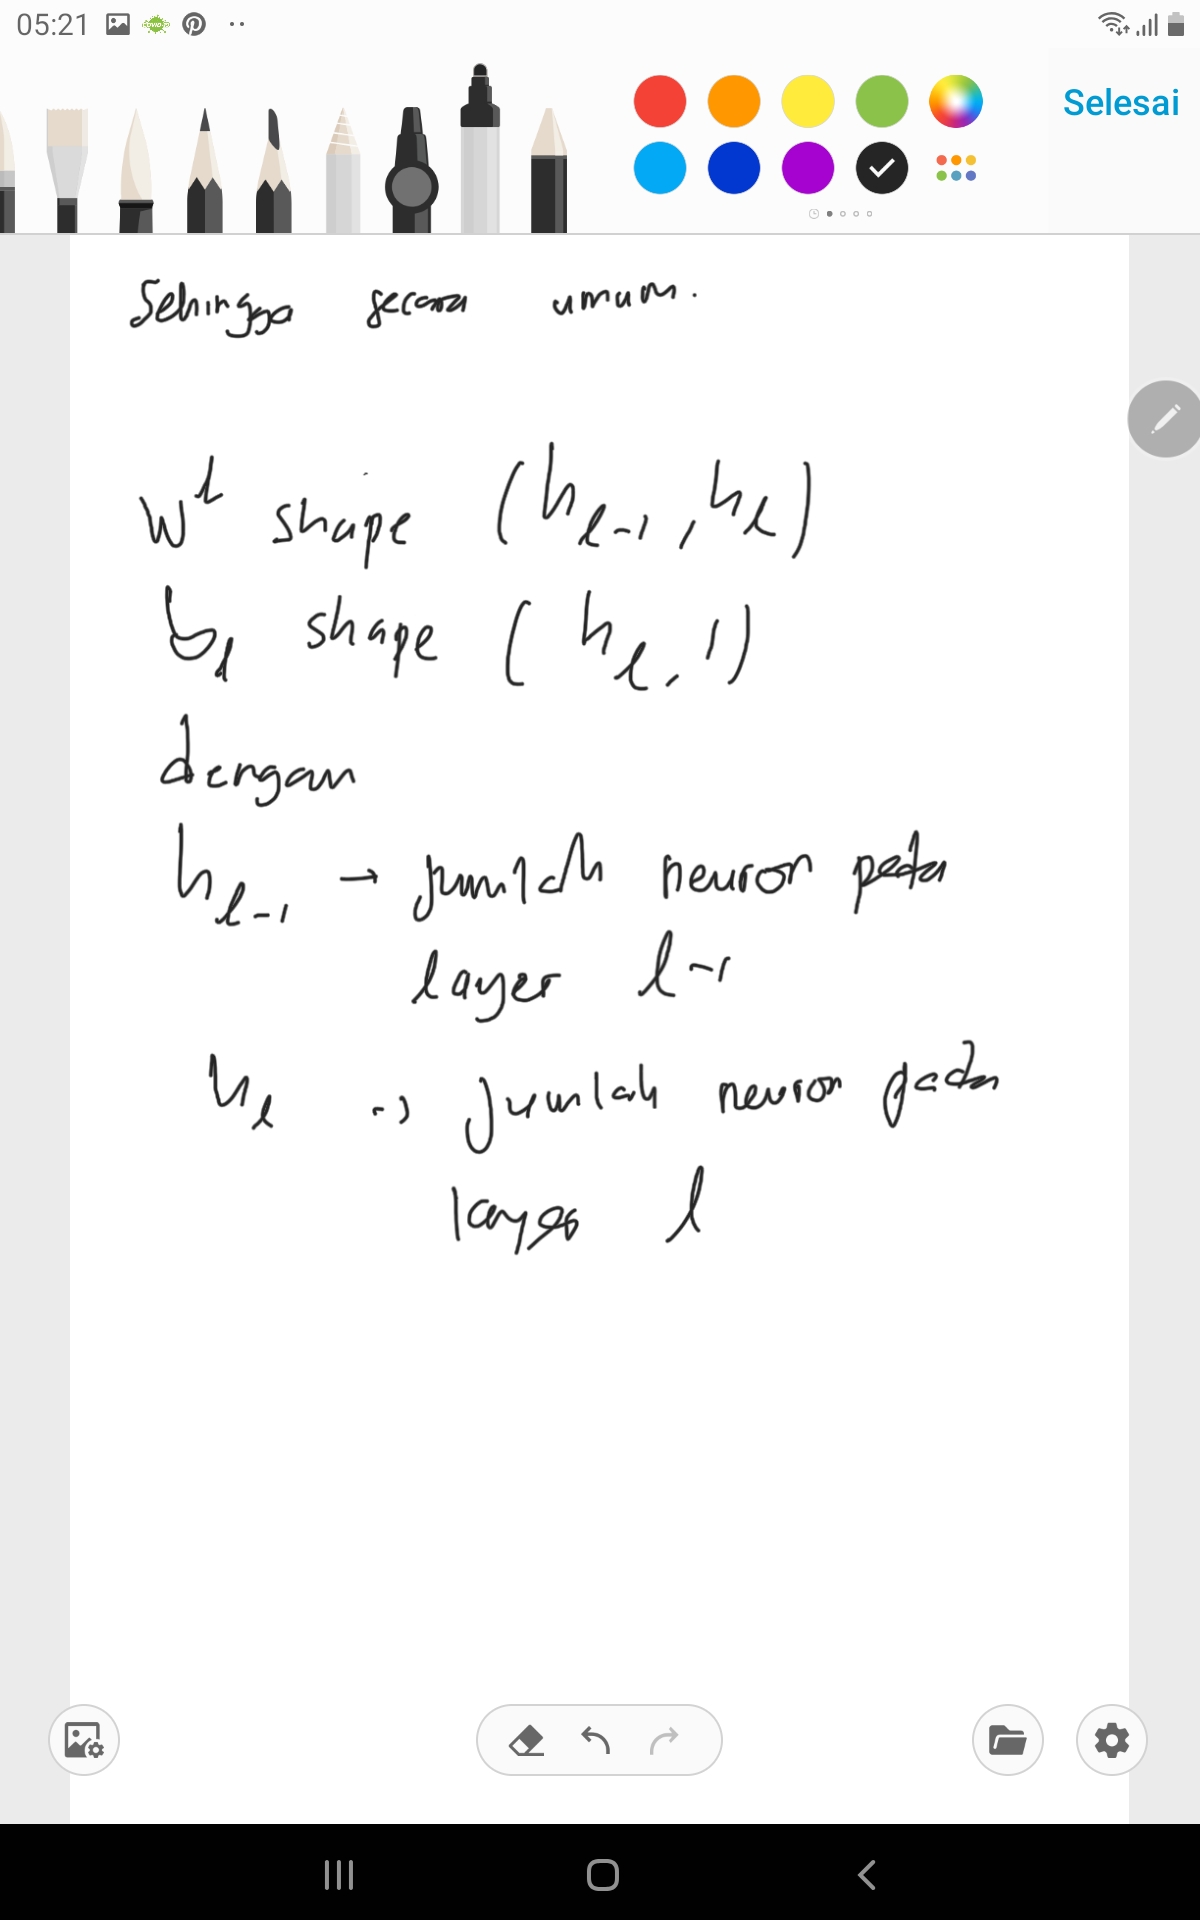 05:21
Selesai
Sehingga secara umum.
W^l shape (h_{l-1}, h_l)
b_l shape (h_l, 1)
dengan
h_{l-1} → jumlah neuron pada
layer l-1
h_l -> jumlah neuron pada
layer l